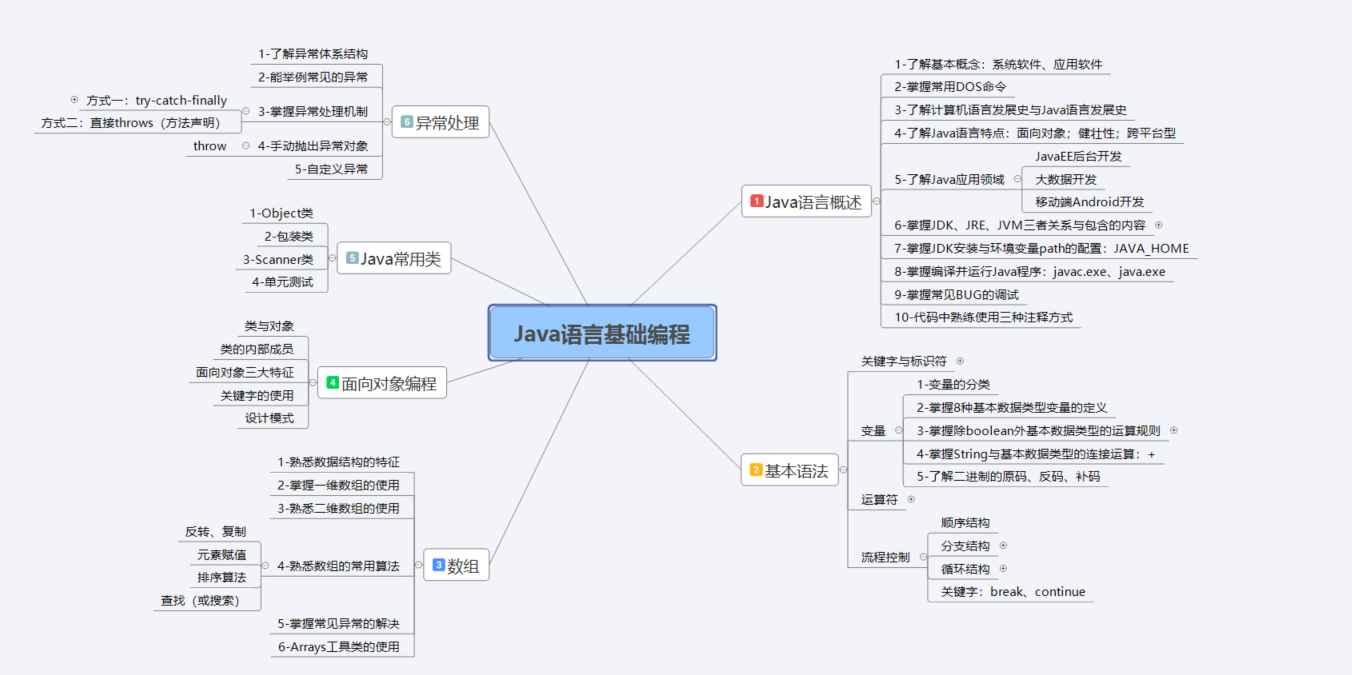 Java语言基础编程
1
Java语言概述
1-了解基本概念：系统软件、应用软件
2-掌握常用DOS命令
3-了解计算机语言发展史与Java语言发展史
4-了解Java语言特点：面向对象；健壮性；跨平台型
5-了解Java应用领域
JavaEE后台开发
大数据开发
移动端Android开发
6-掌握JDK、JRE、JVM三者关系与包含的内容
7-掌握JDK安装与环境变量path的配置：JAVA_HOME
8-掌握编译并运行Java程序：javac.exe、java.exe
9-掌握常见BUG的调试
10-代码中熟练使用三种注释方式
2
基本语法
关键字与标识符
变量
1-变量的分类
2-掌握8种基本数据类型变量的定义
3-掌握除boolean外基本数据类型的运算规则
4-掌握String与基本数据类型的连接运算：+
5-了解二进制的原码、反码、补码
运算符
流程控制
顺序结构
分支结构
循环结构
关键字：break、continue
3
数组
1-熟悉数据结构的特征
2-掌握一维数组的使用
3-熟悉二维数组的使用
4-熟悉数组的常用算法
反转、复制
元素赋值
排序算法
查找（或搜索）
5-掌握常见异常的解决
6-Arrays工具类的使用
4
面向对象编程
类与对象
类的内部成员
面向对象三大特征
关键字的使用
设计模式
5
Java常用类
1-Object类
2-包装类
3-Scanner类
4-单元测试
6
异常处理
1-了解异常体系结构
2-能举例常见的异常
3-掌握异常处理机制
方式一：try-catch-finally
方式二：直接throws（方法声明）
4-手动抛出异常对象
throw
5-自定义异常